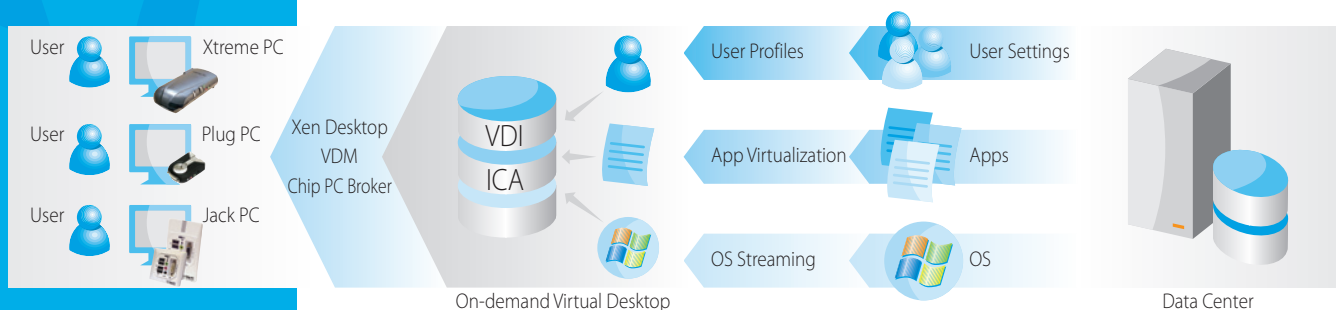 User
Xtreme PC
User
Plug PC
User
Jack PC
Xen Desktop
VDM
Chip PC Broker
VDI
ICA
On-demand Virtual Desktop
User Profiles
User Settings
App Virtualization
Apps
OS Streaming
OS
Data Center